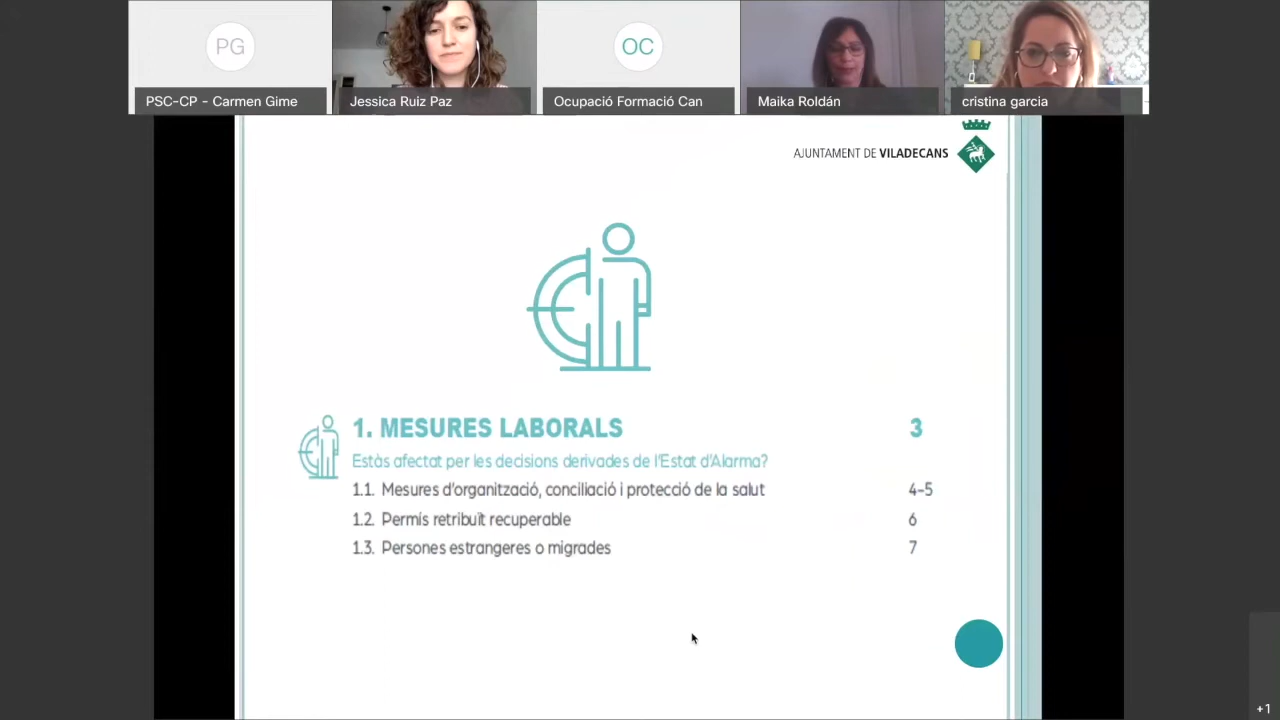 PG
OC
PSC-CP - Carmen Gime
Jessica Ruiz Paz
Ocupació Formació Can
Maika Roldán
cristina garcia
AJUNTAMENT DE VILADECANS
1. MESURES LABORALS 3
Estàs afectat per les decisions derivades de l'Estat d'Alarma?
1.1. Mesures d'organització, conciliació i protecció de la salut 4-5
1.2. Permís retribuït recuperable 6
1.3. Persones estrangeres o migrades 7
+1